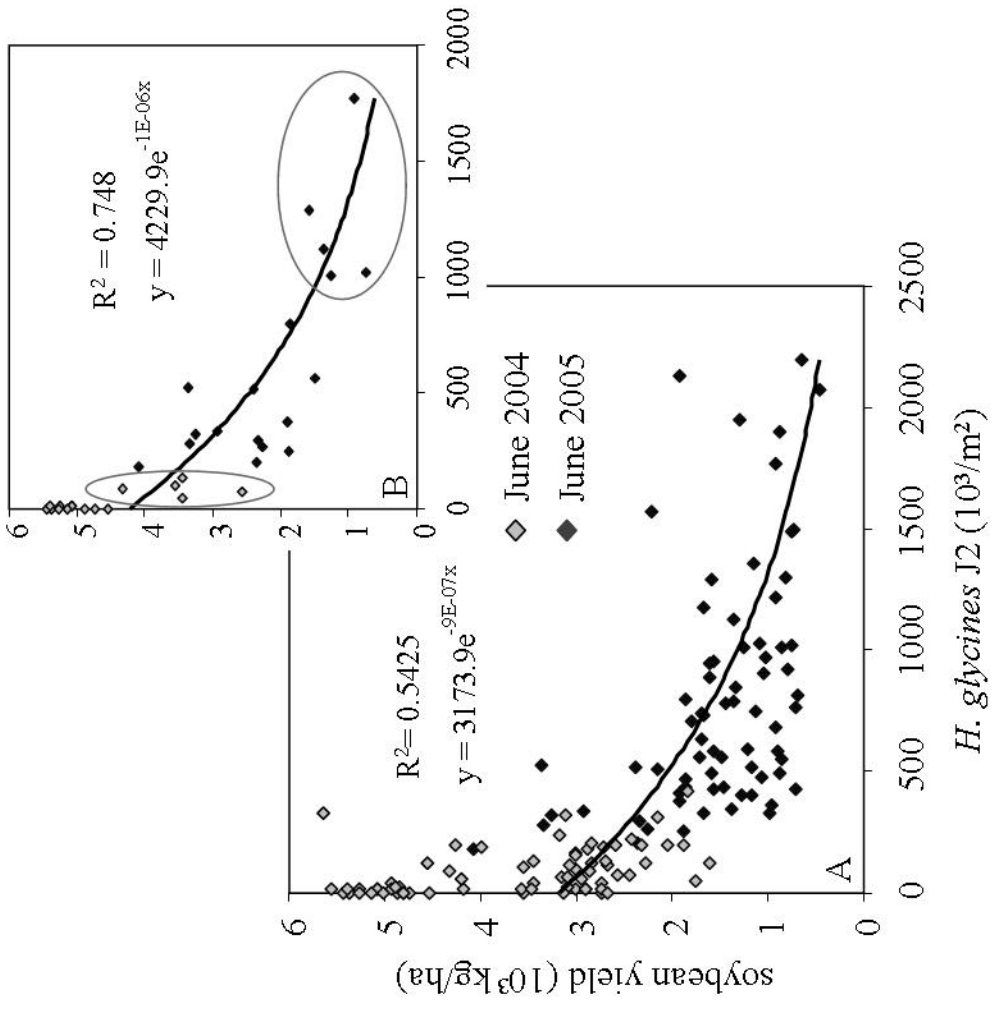 6
5
4
3
2
1
0
R² = 0.748
y = 4229.9e^-1E-06x
B
0
500
1000
1500
2000
soybean yield (10³ kg/ha)
6
5
4
3
2
1
0
R²= 0.5425
y = 3173.9e^-9E-07x
June 2004
June 2005
A
0
500
1000
1500
2000
2500
H. glycines J2 (10³/m²)